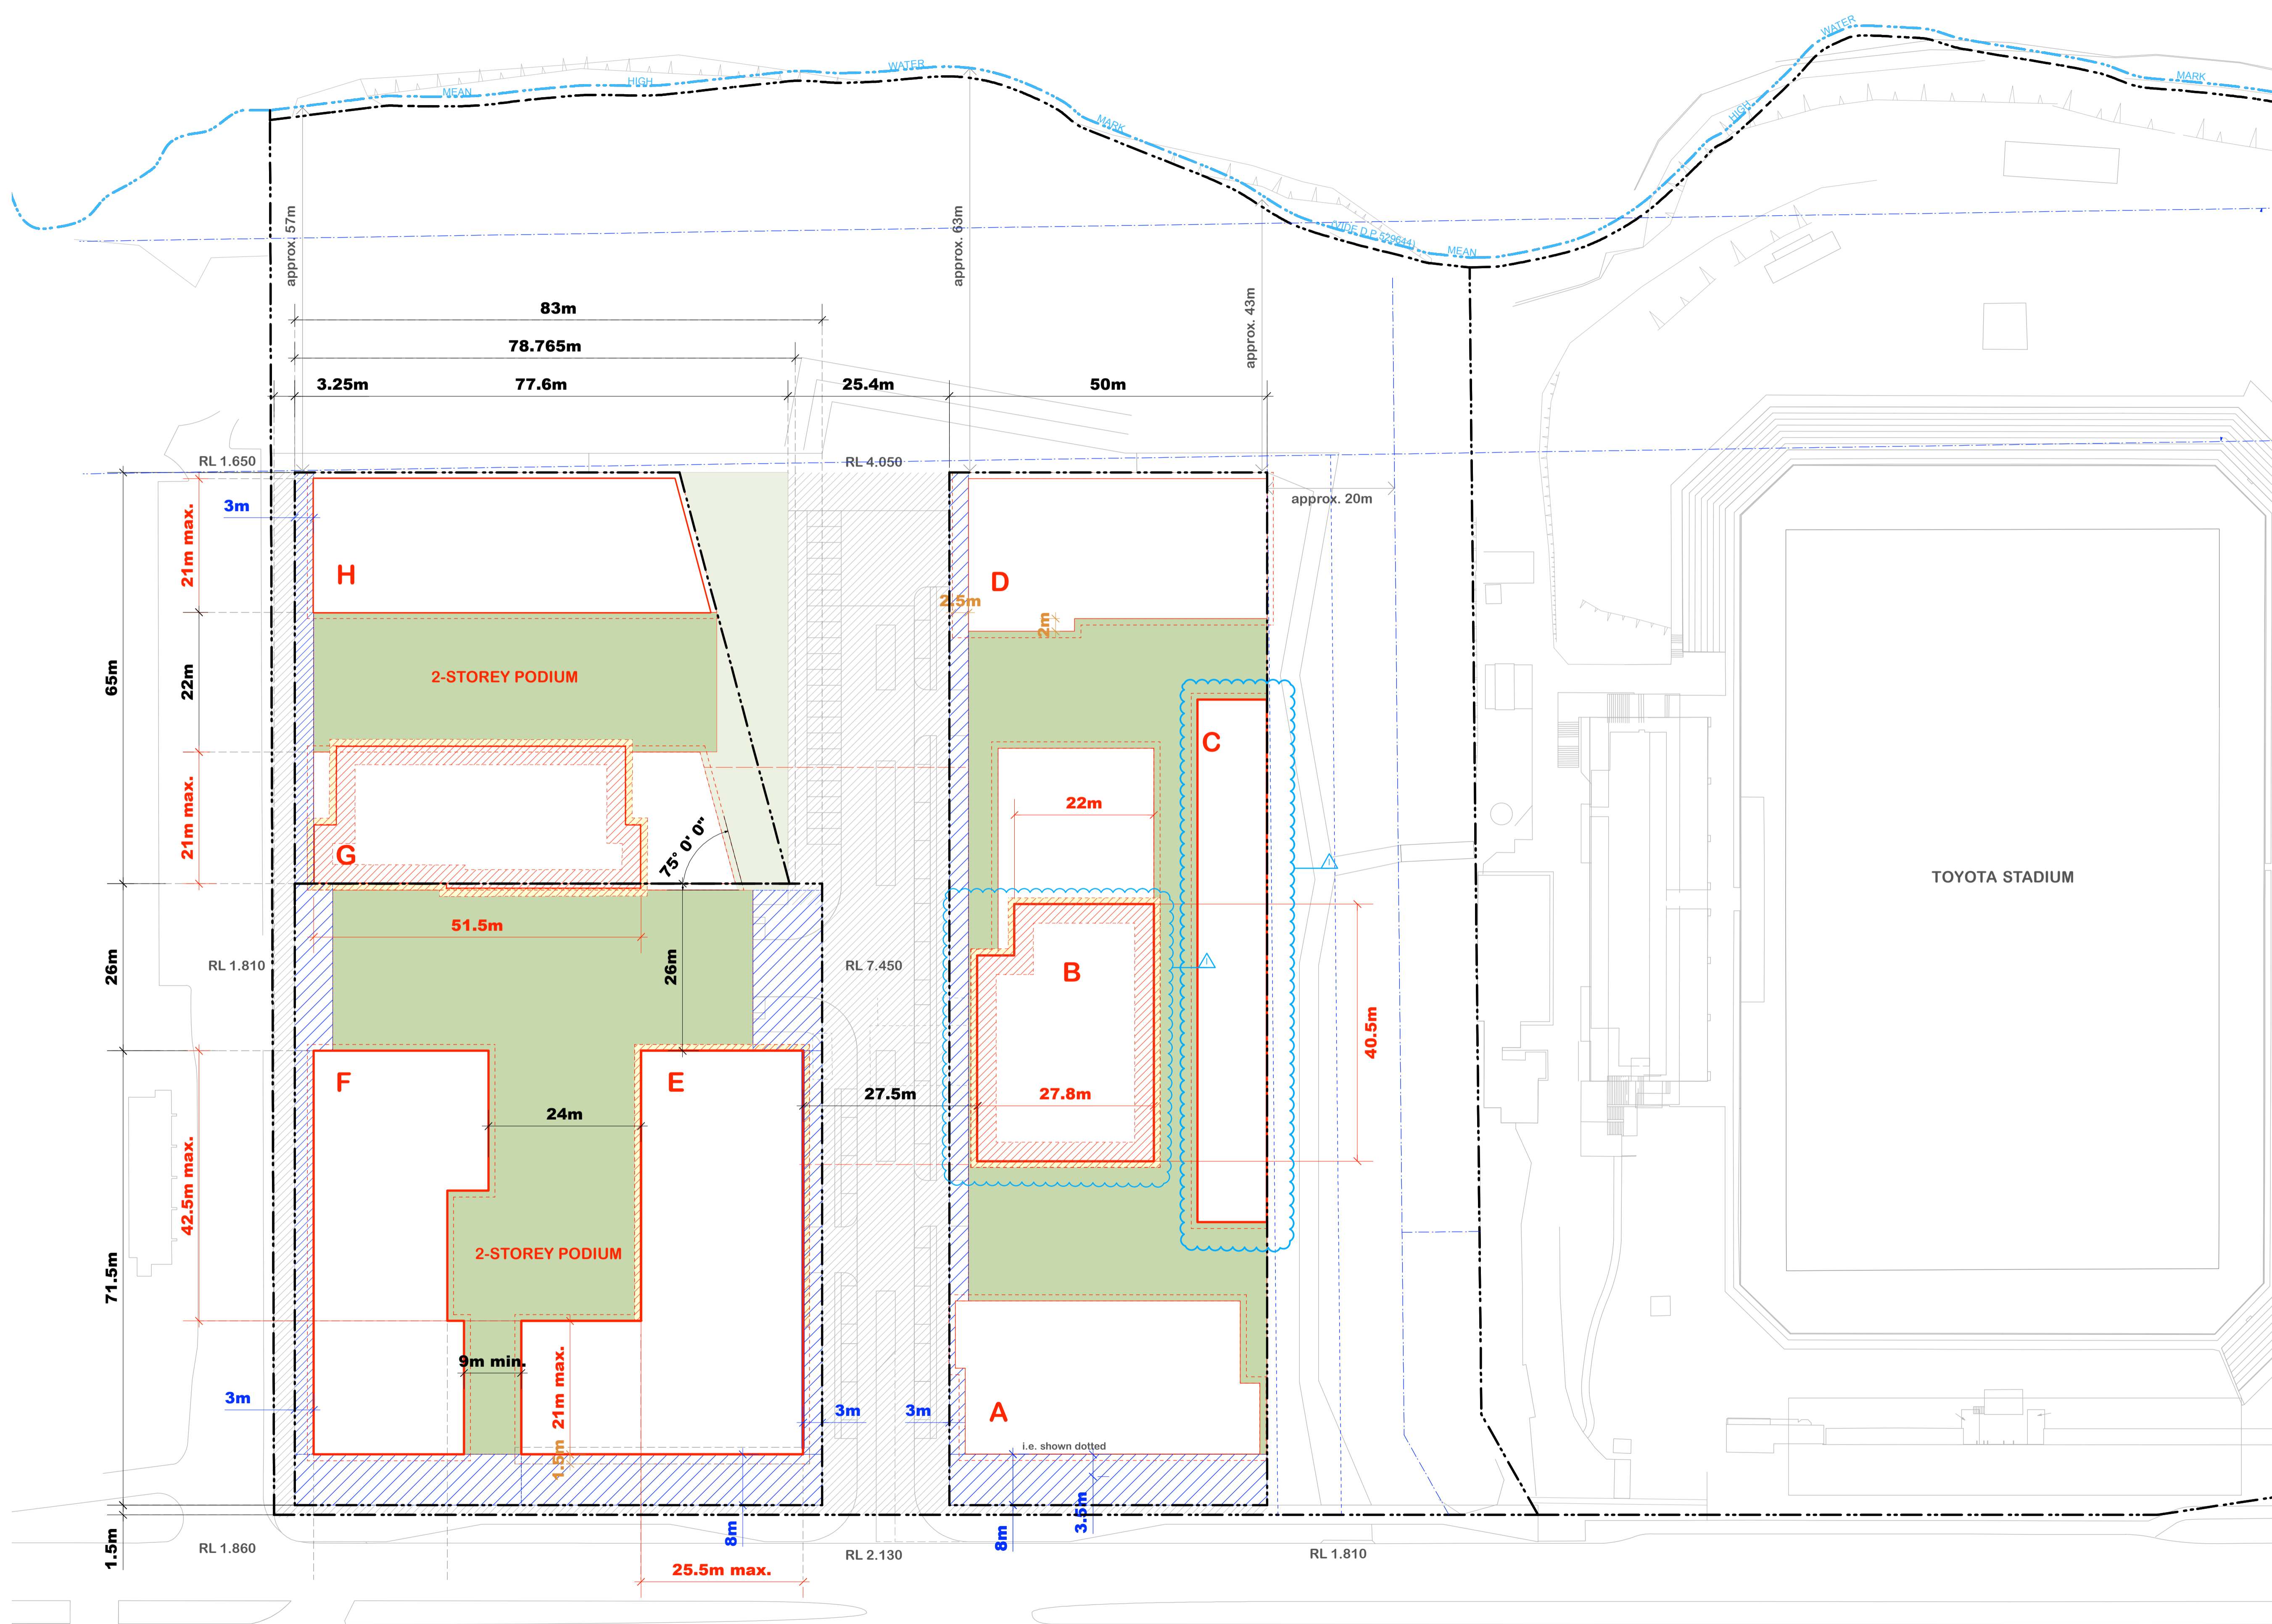 WATER
MEAN
HIGH
WATER
MARK
HIGH
MARK
(VIDE D.P. 529644)
MEAN
approx. 57m
approx. 63m
approx. 43m
83m
78.765m
3.25m
77.6m
25.4m
50m
RL 1.650
RL 4.050
approx. 20m
3m
21m max.
H
D
2.5m
2m
65m
22m
2-STOREY PODIUM
C
21m max.
22m
G
75° 0' 0"
TOYOTA STADIUM
51.5m
26m
26m
RL 1.810
RL 7.450
B
40.5m
F
E
27.5m
27.8m
24m
42.5m max.
71.5m
2-STOREY PODIUM
9m min.
21m max.
1.5m
3m
3m
3m
A
i.e. shown dotted
3.5m
8m
8m
1.5m
RL 1.860
RL 2.130
RL 1.810
25.5m max.